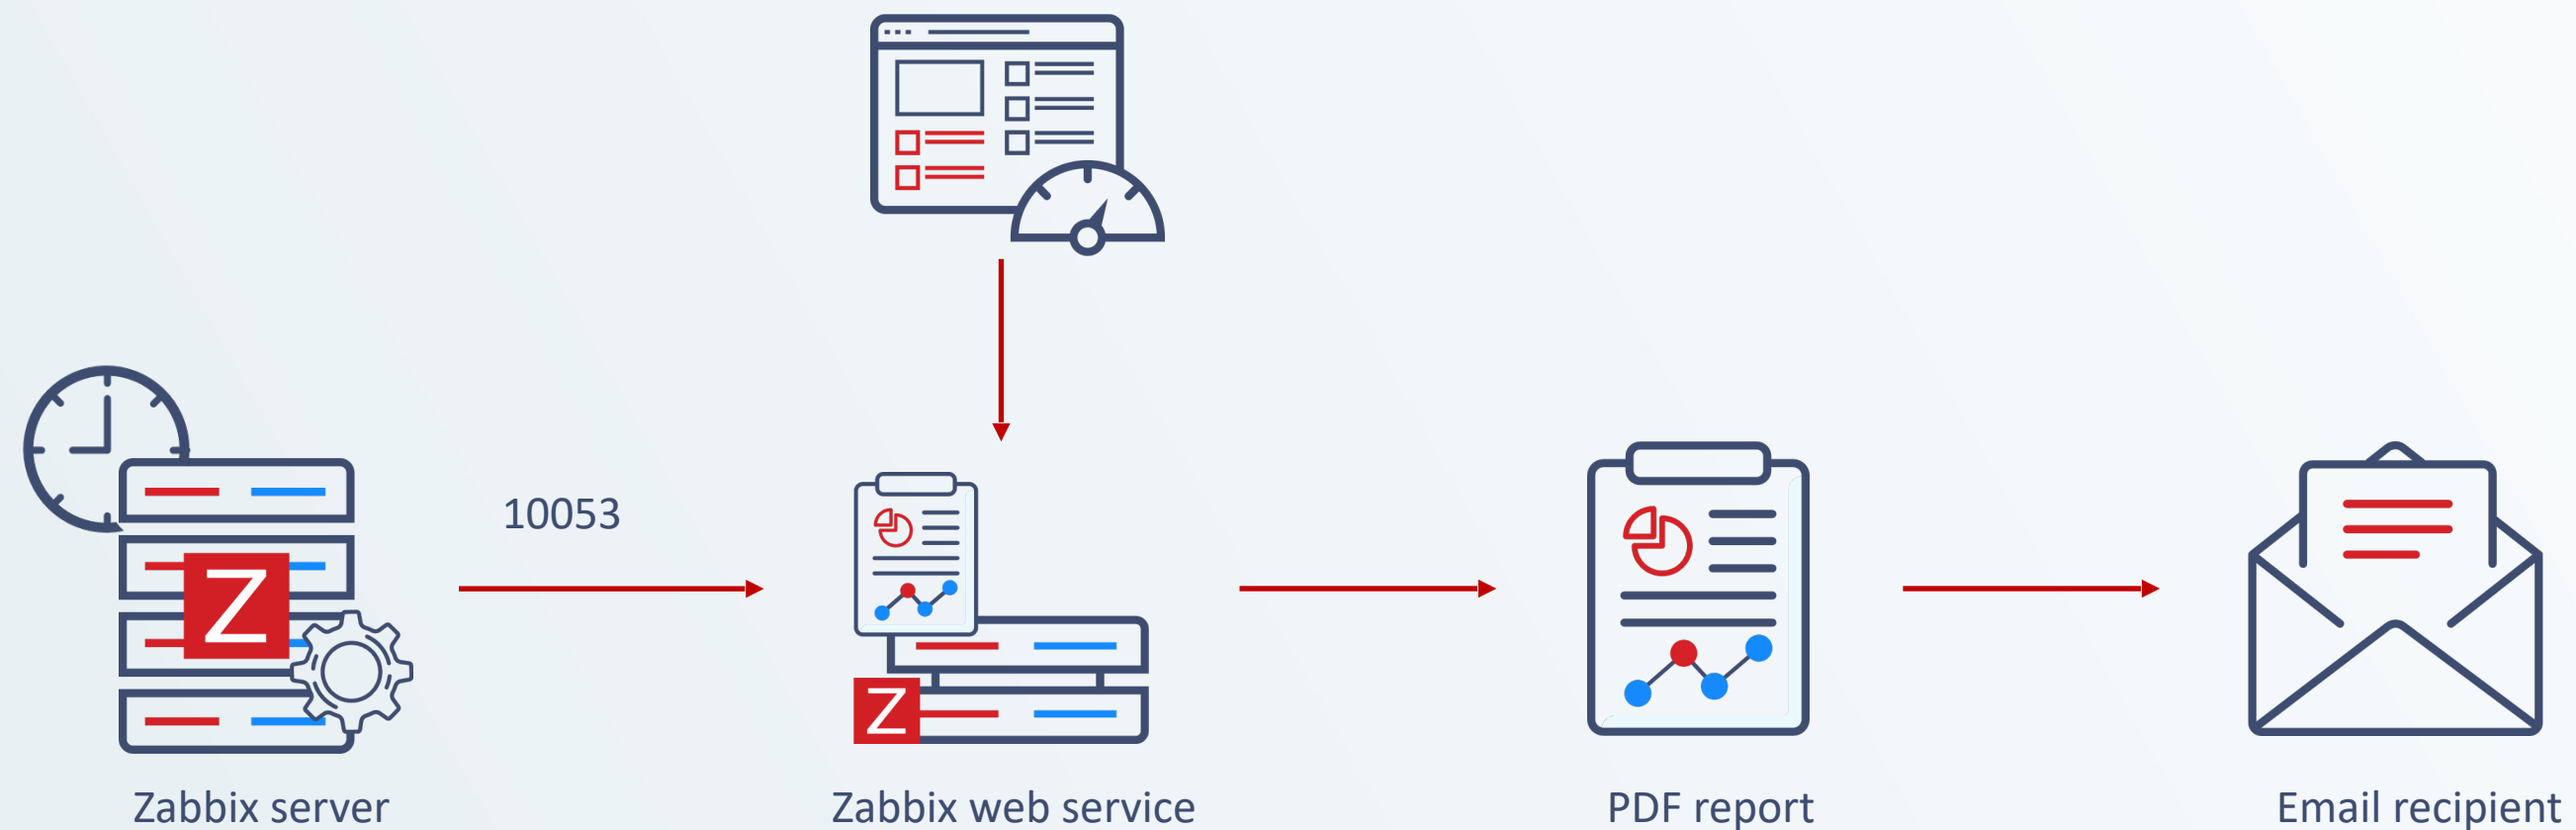 10053
Z
Z
Zabbix server
Zabbix web service
PDF report
Email recipient